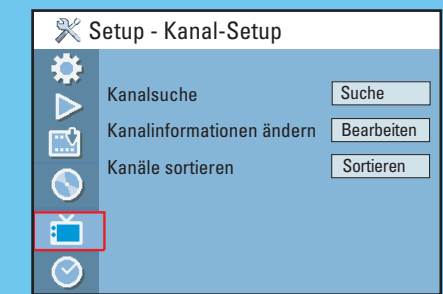 Setup - Kanal-Setup
Kanalsuche Suche
Kanalinformationen ändern Bearbeiten
Kanäle sortieren Sortieren